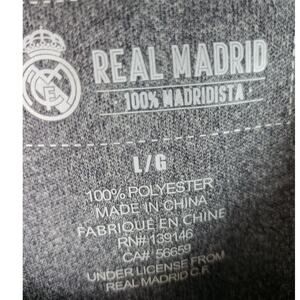 REAL MADRID
100% MADRIDISTA
L/G
100% POLYESTER
MADE IN CHINA
FABRIQUÉ EN CHINE
RN# 139146
CA# 56659
UNDER LICENSE FROM
REAL MADRID C.F.